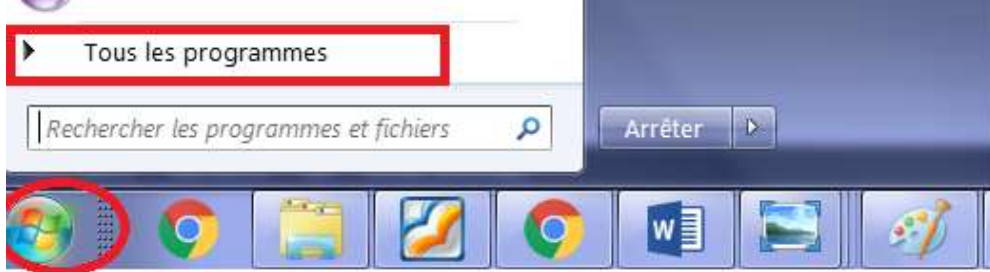 Tous les programmes
Rechercher les programmes et fichiers
Arrêter
W